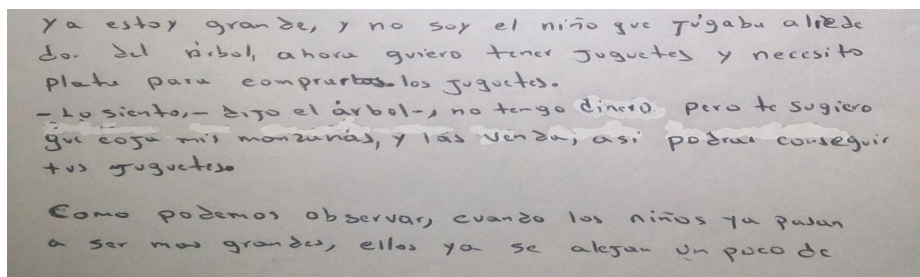 ya estoy grande, y no soy el niño que jugaba alrede
dor del árbol, ahora quiero tener juguetes y necesito
plata para comprarlos los juguetes.
- Lo siento, - dijo el árbol -, no tengo dinero pero te sugiero
que coja mis manzanas, y las venda, asi podras conseguir
tus juguetes.
Como podemos observar, cuando los niños ya pasan
a ser mas grandes, ellos ya se alejan un poco de